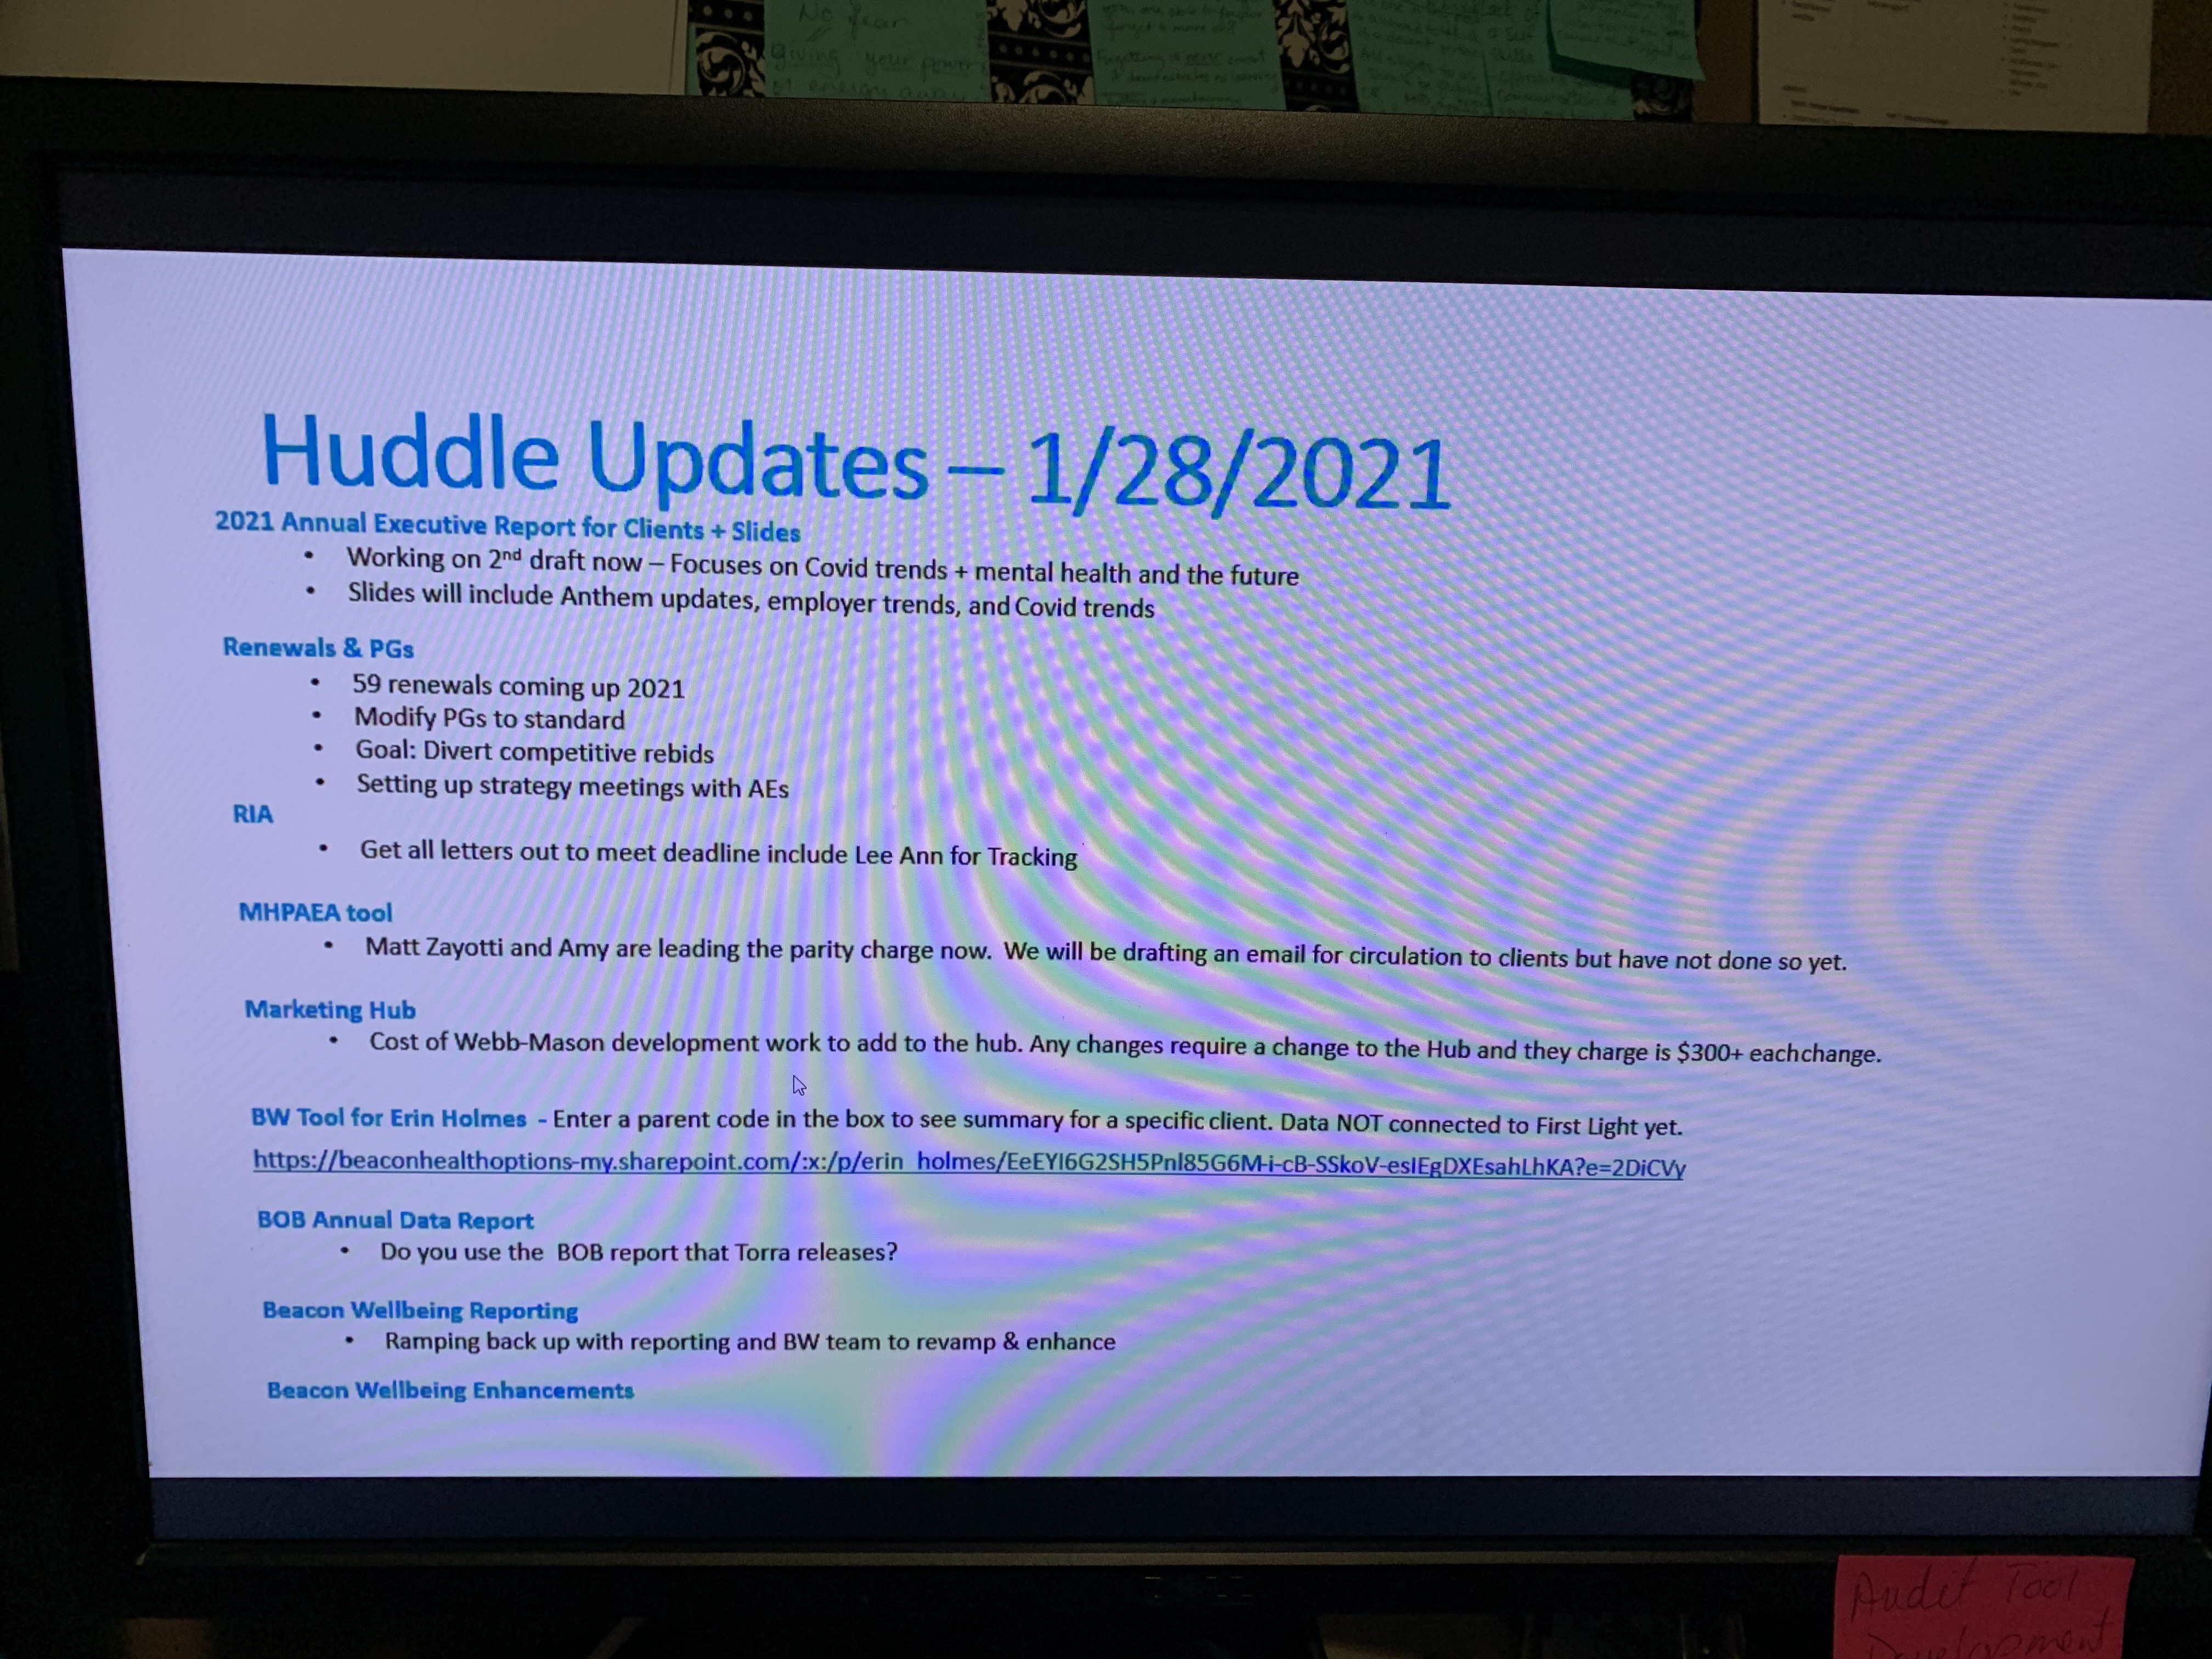 No fear
giving your power
Huddle Updates – 1/28/2021
2021 Annual Executive Report for Clients + Slides
• Working on 2nd draft now – Focuses on Covid trends + mental health and the future
• Slides will include Anthem updates, employer trends, and Covid trends
Renewals & PGs
• 59 renewals coming up 2021
• Modify PGs to standard
• Goal: Divert competitive rebids
• Setting up strategy meetings with AEs
RIA
• Get all letters out to meet deadline include Lee Ann for Tracking
MHPAEA tool
• Matt Zayotti and Amy are leading the parity charge now. We will be drafting an email for circulation to clients but have not done so yet.
Marketing Hub
• Cost of Webb-Mason development work to add to the hub. Any changes require a change to the Hub and they charge is $300+ eachchange.
BW Tool for Erin Holmes - Enter a parent code in the box to see summary for a specific client. Data NOT connected to First Light yet.
https://beaconhealthoptions-my.sharepoint.com/:x:/p/erin_holmes/EeEYI6G2SH5Pnl85G6M-i-cB-SSkoV-esIEgDXEsahLhKA?e=2DiCVy
BOB Annual Data Report
• Do you use the BOB report that Torra releases?
Beacon Wellbeing Reporting
• Ramping back up with reporting and BW team to revamp & enhance
Beacon Wellbeing Enhancements
Audit Tool
Development